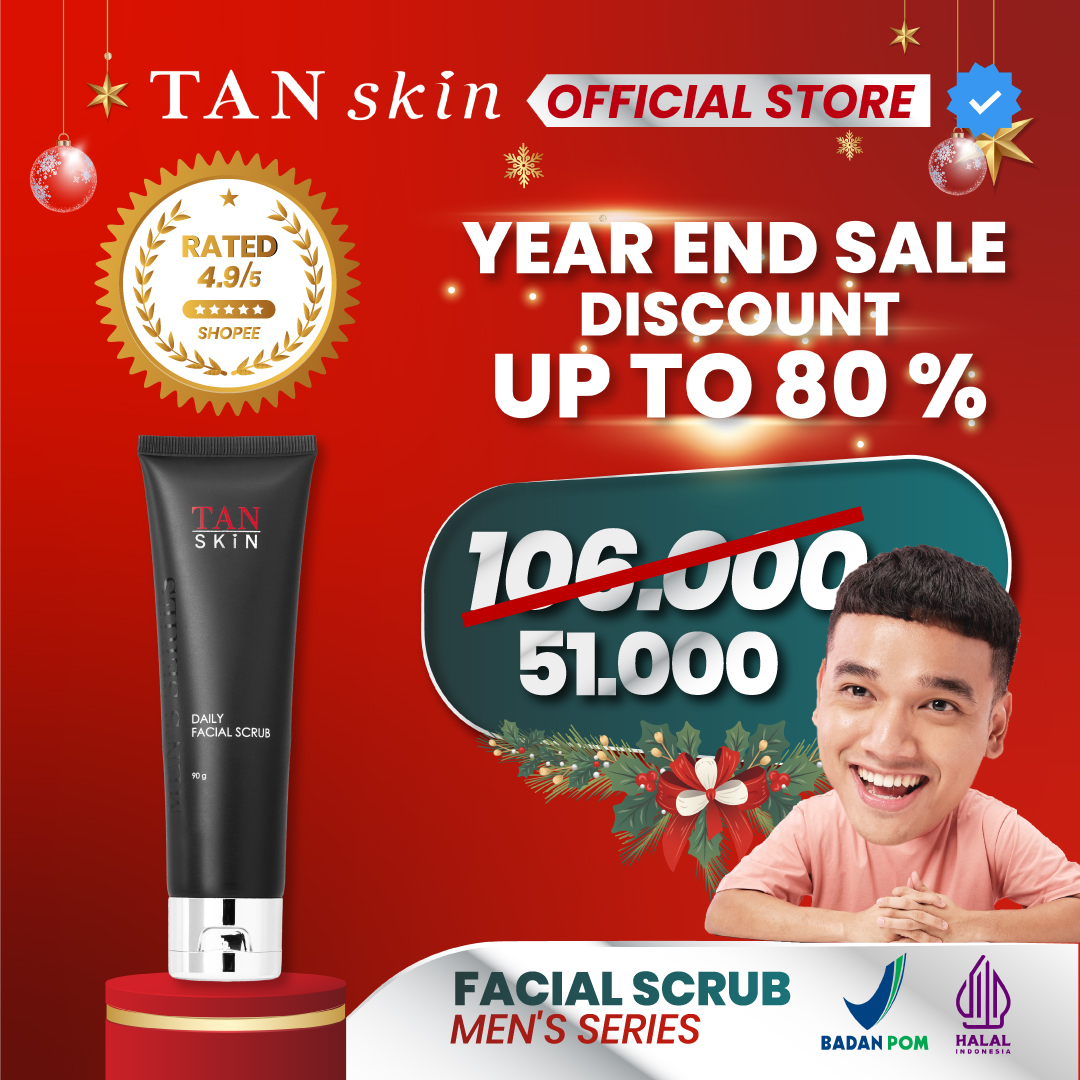 TAN skin OFFICIAL STORE
RATED
4.9/5
SHOPEE
YEAR END SALE
DISCOUNT
UP TO 80 %
106.000
51.000
TAN
SKiN
DAILY
FACIAL SCRUB
90 g
FACIAL SCRUB
MEN'S SERIES
BADAN POM
HALAL
INDONESIA